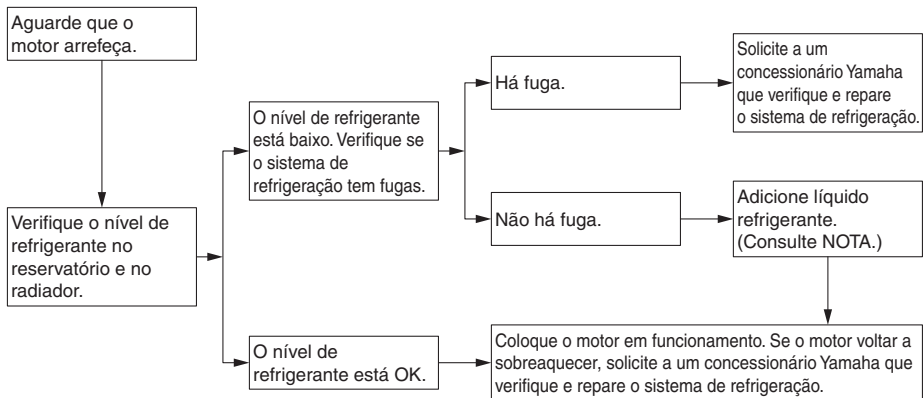 Aguarde que o
motor arrefeça.
Verifique o nível de
refrigerante no
reservatório e no
radiador.
O nível de refrigerante
está baixo. Verifique se
o sistema de
refrigeração tem fugas.
Há fuga.
Solicite a um
concessionário Yamaha
que verifique e repare
o sistema de refrigeração.
Não há fuga.
Adicione líquido
refrigerante.
(Consulte NOTA.)
O nível de
refrigerante está OK.
Coloque o motor em funcionamento. Se o motor voltar a
sobreaquecer, solicite a um concessionário Yamaha que
verifique e repare o sistema de refrigeração.